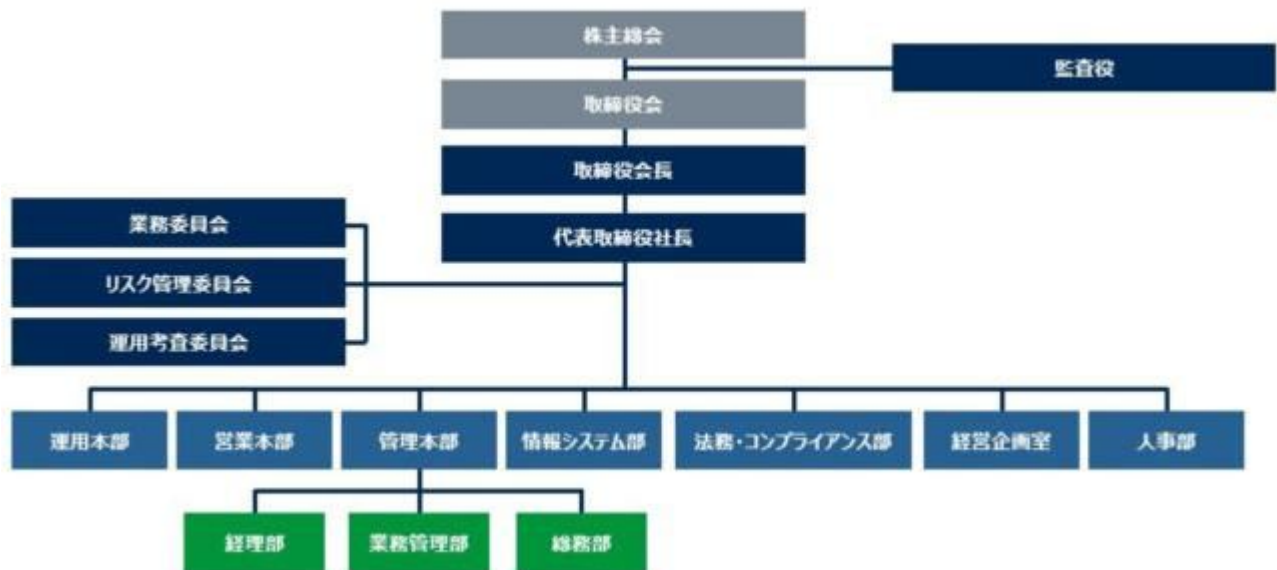 株主総会
監査役
取締役会
取締役会長
代表取締役社長
業務委員会
リスク管理委員会
運用考査委員会
運用本部
営業本部
管理本部
情報システム部
法務・コンプライアンス部
経営企画室
人事部
経理部
業務管理部
総務部